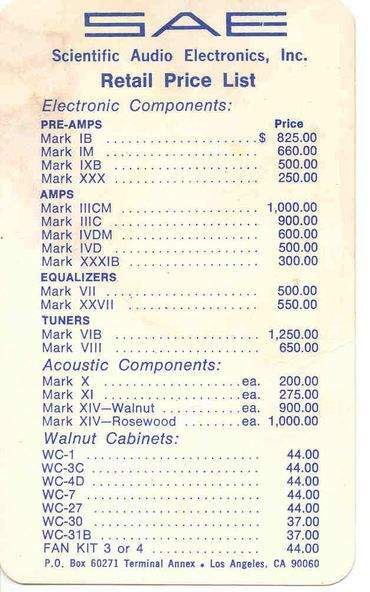 SAE
Scientific Audio Electronics, Inc.
Retail Price List
Electronic Components:
PRE-AMPS Price
Mark IB ........................ $ 825.00
Mark IM ........................ 660.00
Mark IXB ........................ 500.00
Mark XXX ........................ 250.00
AMPS
Mark IIICM ........................ 1,000.00
Mark IIIC ........................ 900.00
Mark IVDM ........................ 600.00
Mark IVD ........................ 500.00
Mark XXXIB ........................ 300.00
EQUALIZERS
Mark VII ........................ 500.00
Mark XXVII ........................ 550.00
TUNERS
Mark VIB ........................ 1,250.00
Mark VIII ........................ 650.00
Acoustic Components:
Mark X ....................ea. 200.00
Mark XI ....................ea. 275.00
Mark XIV—Walnut ............ea. 900.00
Mark XIV—Rosewood ........ea. 1,000.00
Walnut Cabinets:
WC-1 ........................ 44.00
WC-3C ........................ 44.00
WC-4D ........................ 44.00
WC-7 ........................ 44.00
WC-27 ........................ 44.00
WC-30 ........................ 37.00
WC-31B ........................ 37.00
FAN KIT 3 or 4 ................ 44.00
P.O. Box 60271 Terminal Annex • Los Angeles, CA 90060